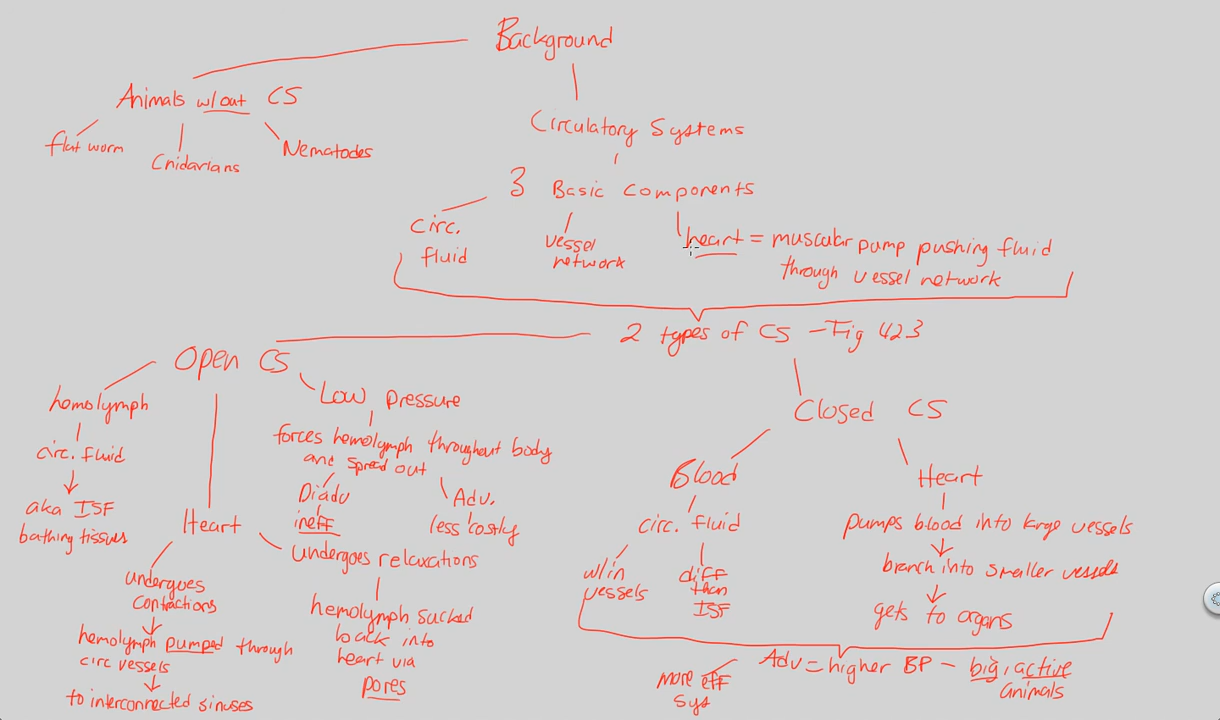 Background
Animals w/out CS
flat worm
Cnidarians
Nematodes
Circulatory Systems
3 Basic Components
circ.
fluid
vessel
network
heart = muscular pump pushing fluid
through vessel network
2 types of CS - Fig 42.3
Open CS
hemolymph
circ. fluid
aka ISF
bathing tissues
Heart
undergoes
contractions
hemolymph pumped through
circ vessels
to interconnected sinuses
undergoes relaxations
hemolymph sucked
back into
heart via
pores
Low Pressure
forces hemolymph throughout body
and spread out
Disadv
ineff
Adv.
less costly
Closed CS
Blood
circ. fluid
w/in
vessels
diff
than
ISF
Heart
pumps blood into large vessels
branch into smaller vessels
gets to organs
Adv = higher BP - big, active
animals
more eff
sys